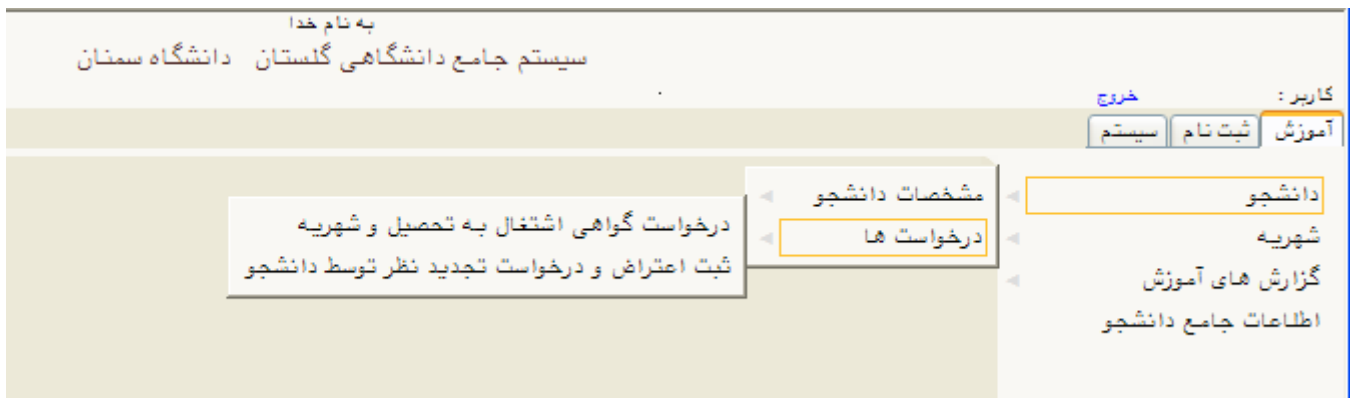 به نام خدا
سیستم جامع دانشگاهی گلستان دانشگاه سمنان
کاربر : خروج
آموزش ثبت نام سیستم
دانشجو
شهریه
گزارش های آموزش
اطلاعات جامع دانشجو
مشخصات دانشجو
درخواست ها
درخواست گواهی اشتغال به تحصیل و شهریه
ثبت اعتراض و درخواست تجدید نظر توسط دانشجو